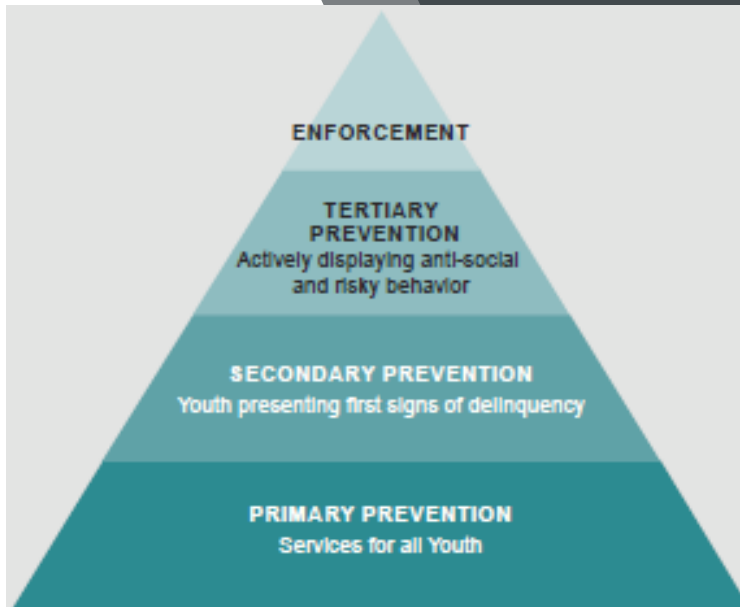 ENFORCEMENT
TERTIARY
PREVENTION
Actively displaying anti-social
and risky behavior
SECONDARY PREVENTION
Youth presenting first signs of delinquency
PRIMARY PREVENTION
Services for all Youth